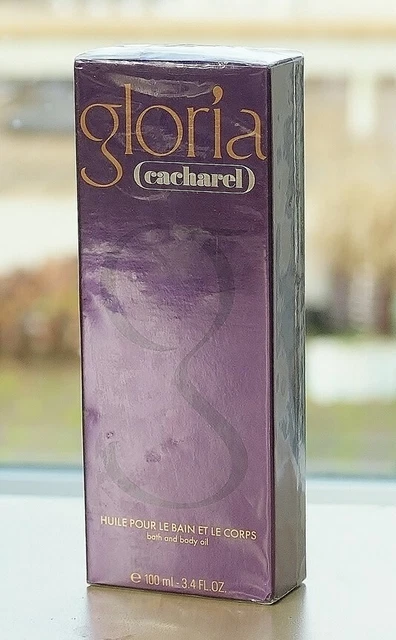 gloria
(cacharel)
g
HUILE POUR LE BAIN ET LE CORPS
bath and body oil
e 100 ml - 3.4 FL.OZ.